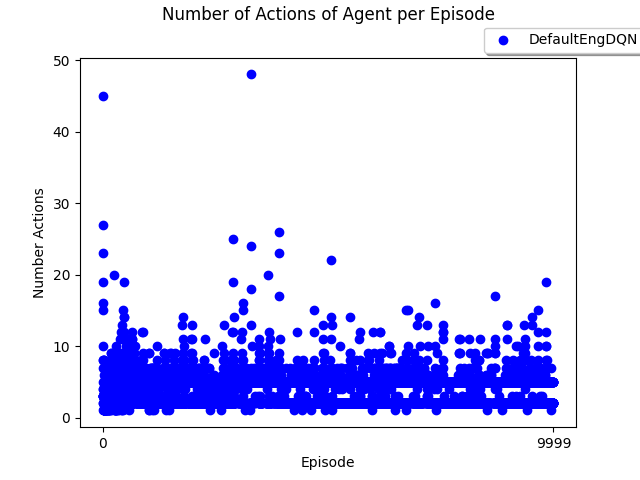 Number of Actions of Agent per Episode
DefaultEngDQN
50
40
30
20
10
0
Number Actions
0 9999
Episode